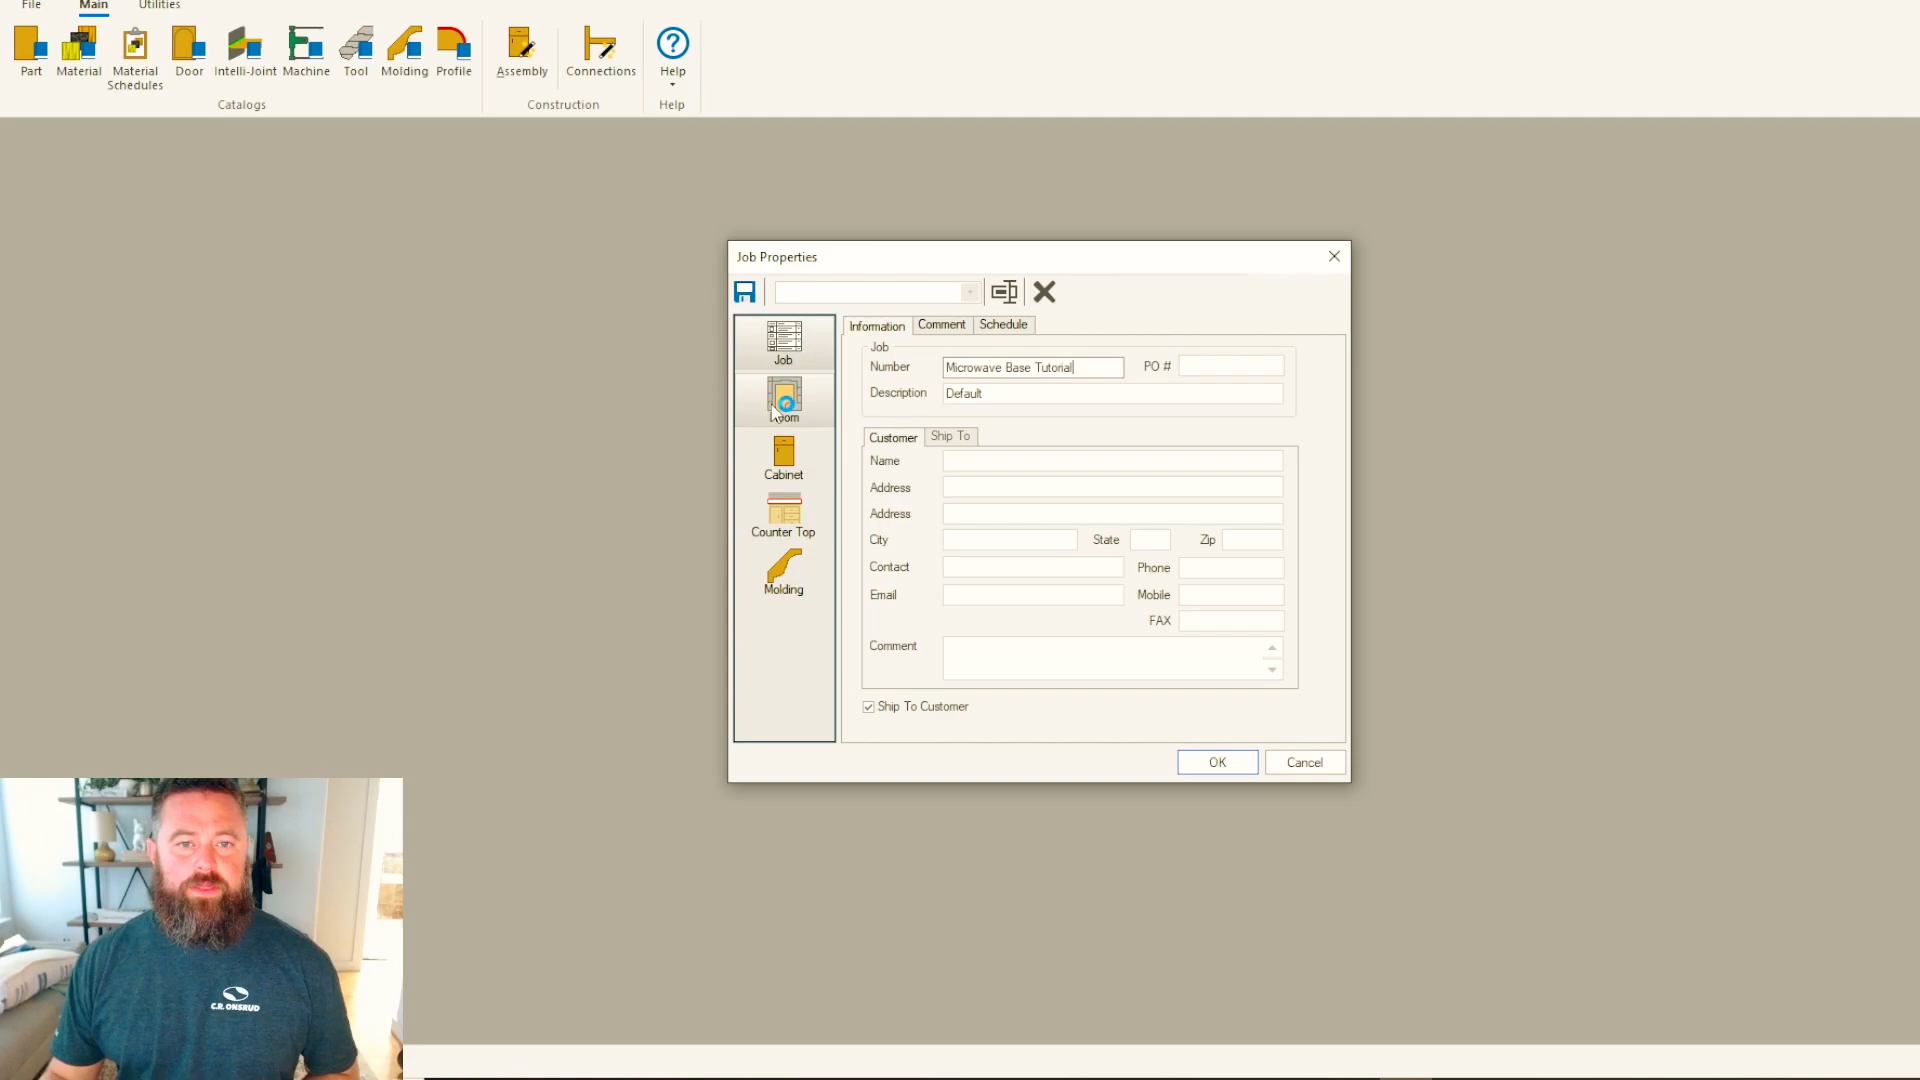 File Main Utilities
Part Material Material Schedules Door Intelli-Joint Machine Tool Molding Profile Assembly Connections Help
Catalogs Construction Help
Job Properties
Job
Room
Cabinet
Counter Top
Molding
Information Comment Schedule
Job
Number Microwave Base Tutorial PO #
Description Default
Customer Ship To
Name
Address
Address
City State Zip
Contact Phone
Email Mobile
FAX
Comment
Ship To Customer
OK Cancel
C.R. ONSRUD